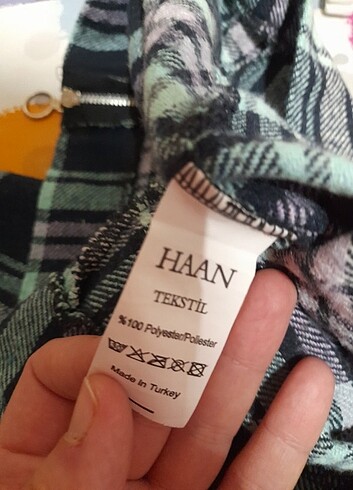 HAAN
TEKSTİL
%100 Polyester/Poliester
Made in Turkey